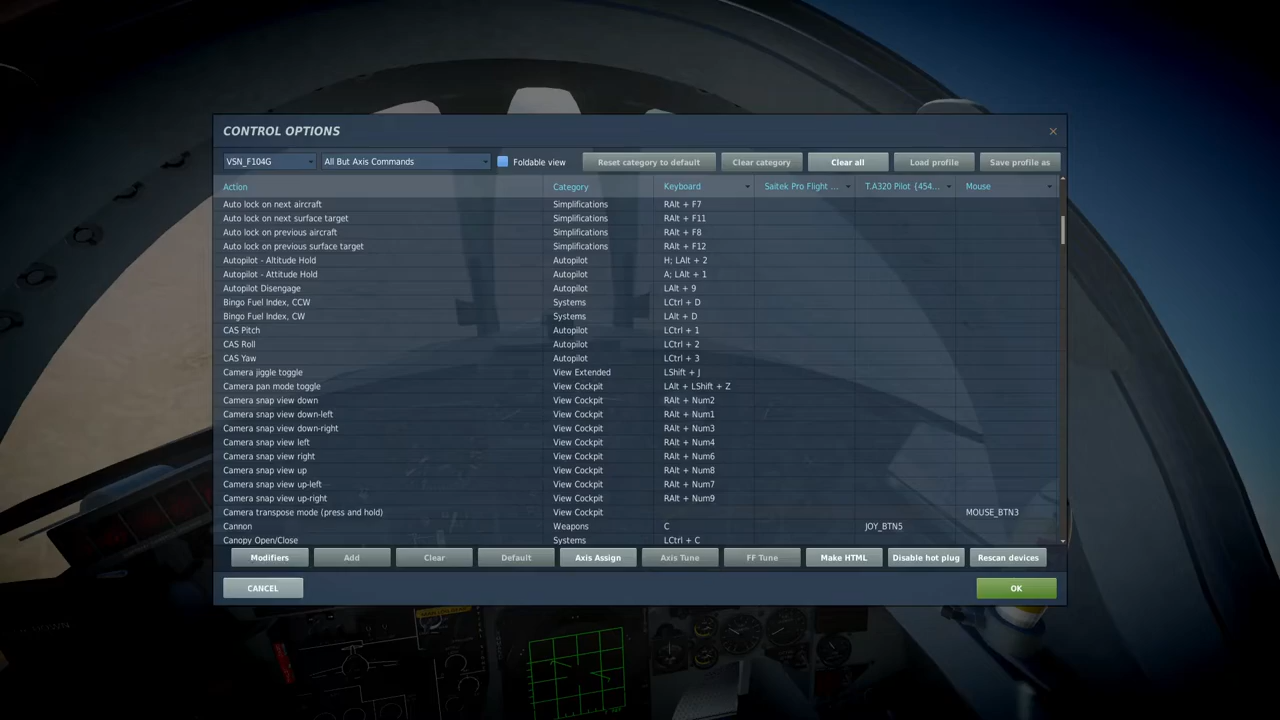 CONTROL OPTIONS
VSN_F104G All But Axis Commands Foldable view Reset category to default Clear category Clear all Load profile Save profile as
Action Category Keyboard Saitek Pro Flight ... T.A320 Pilot {454... Mouse
Auto lock on next aircraft Simplifications RAlt + F7
Auto lock on next surface target Simplifications RAlt + F11
Auto lock on previous aircraft Simplifications RAlt + F8
Auto lock on previous surface target Simplifications RAlt + F12
Autopilot - Altitude Hold Autopilot H; LAlt + 2
Autopilot - Attitude Hold Autopilot A; LAlt + 1
Autopilot Disengage Autopilot LAlt + 9
Bingo Fuel Index, CCW Systems LCtrl + D
Bingo Fuel Index, CW Systems LAlt + D
CAS Pitch Autopilot LCtrl + 1
CAS Roll Autopilot LCtrl + 2
CAS Yaw Autopilot LCtrl + 3
Camera jiggle toggle View Extended LShift + J
Camera pan mode toggle View Cockpit LAlt + LShift + Z
Camera snap view down View Cockpit RAlt + Num2
Camera snap view down-left View Cockpit RAlt + Num1
Camera snap view down-right View Cockpit RAlt + Num3
Camera snap view left View Cockpit RAlt + Num4
Camera snap view right View Cockpit RAlt + Num6
Camera snap view up View Cockpit RAlt + Num8
Camera snap view up-left View Cockpit RAlt + Num7
Camera snap view up-right View Cockpit RAlt + Num9
Camera transpose mode (press and hold) View Cockpit MOUSE_BTN3
Cannon Weapons C JOY_BTN5
Canopy Open/Close Systems LCtrl + C
Modifiers Add Clear Default Axis Assign Axis Tune FF Tune Make HTML Disable hot plug Rescan devices
CANCEL OK